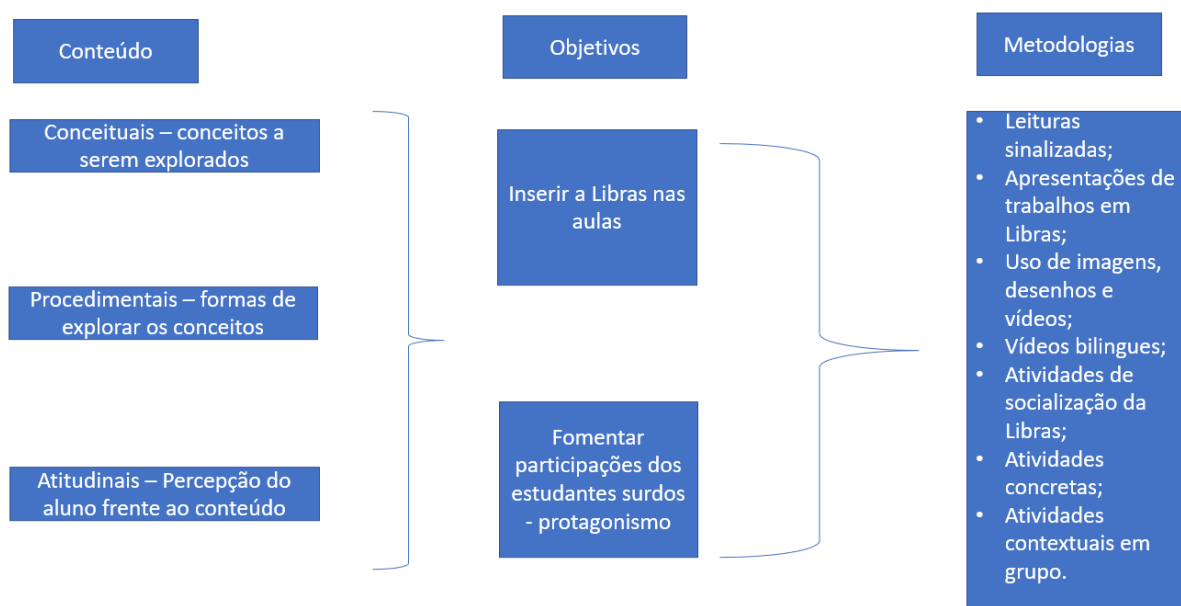 Conteúdo
Objetivos
Metodologias
Conceituais – conceitos a
serem explorados
Procedimentais – formas de
explorar os conceitos
Atitudinais – Percepção do
aluno frente ao conteúdo
Inserir a Libras nas
aulas
Fomentar
participações dos
estudantes surdos
- protagonismo
• Leituras
sinalizadas;
• Apresentações de
trabalhos em
Libras;
• Uso de imagens,
desenhos e
vídeos;
• Vídeos bilingues;
• Atividades de
socialização da
Libras;
• Atividades
concretas;
• Atividades
contextuais em
grupo.